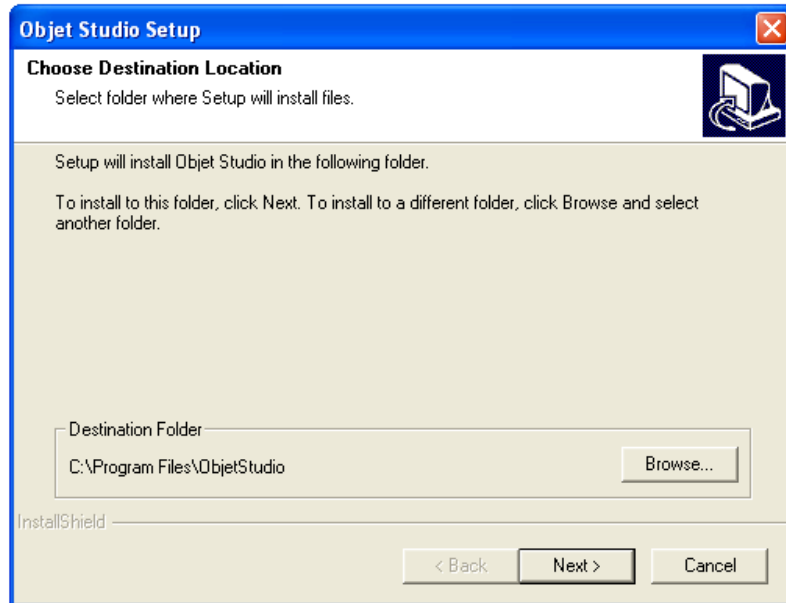 Objet Studio Setup
Choose Destination Location
Select folder where Setup will install files.
Setup will install Objet Studio in the following folder.
To install to this folder, click Next. To install to a different folder, click Browse and select
another folder.
Destination Folder
C:\Program Files\ObjetStudio
Browse...
InstallShield
< Back
Next >
Cancel